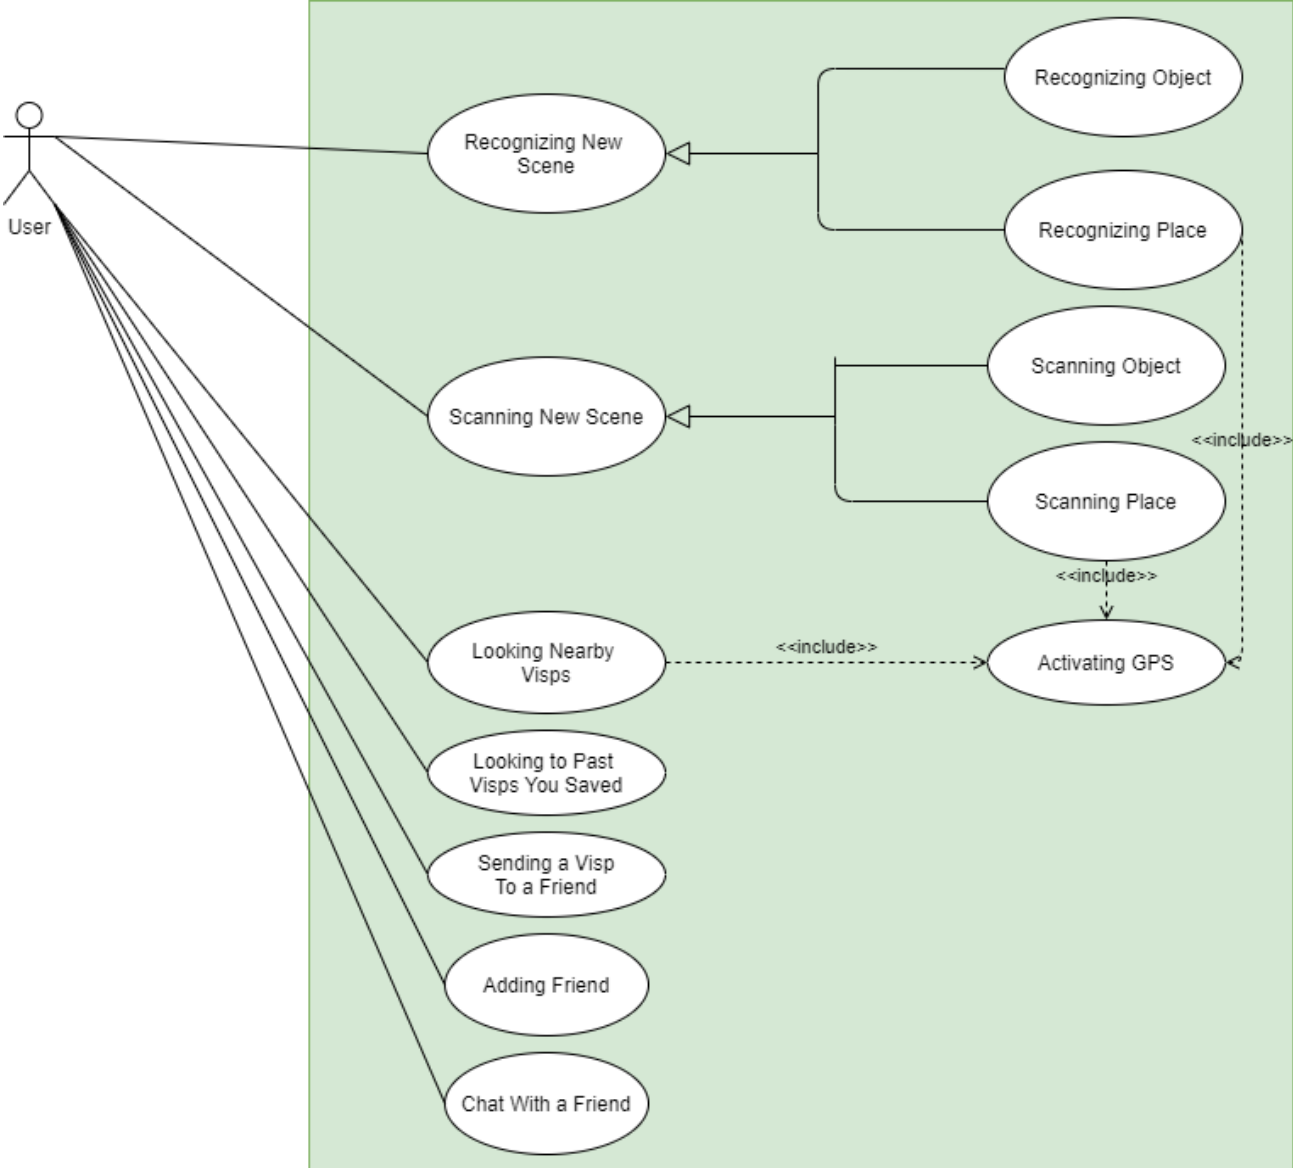 Recognizing Object
Recognizing New
Scene
User
Recognizing Place
Scanning Object
Scanning New Scene
<<include>>
Scanning Place
<<include>>
Looking Nearby
Visps
<<include>>
Activating GPS
Looking to Past
Visps You Saved
Sending a Visp
To a Friend
Adding Friend
Chat With a Friend